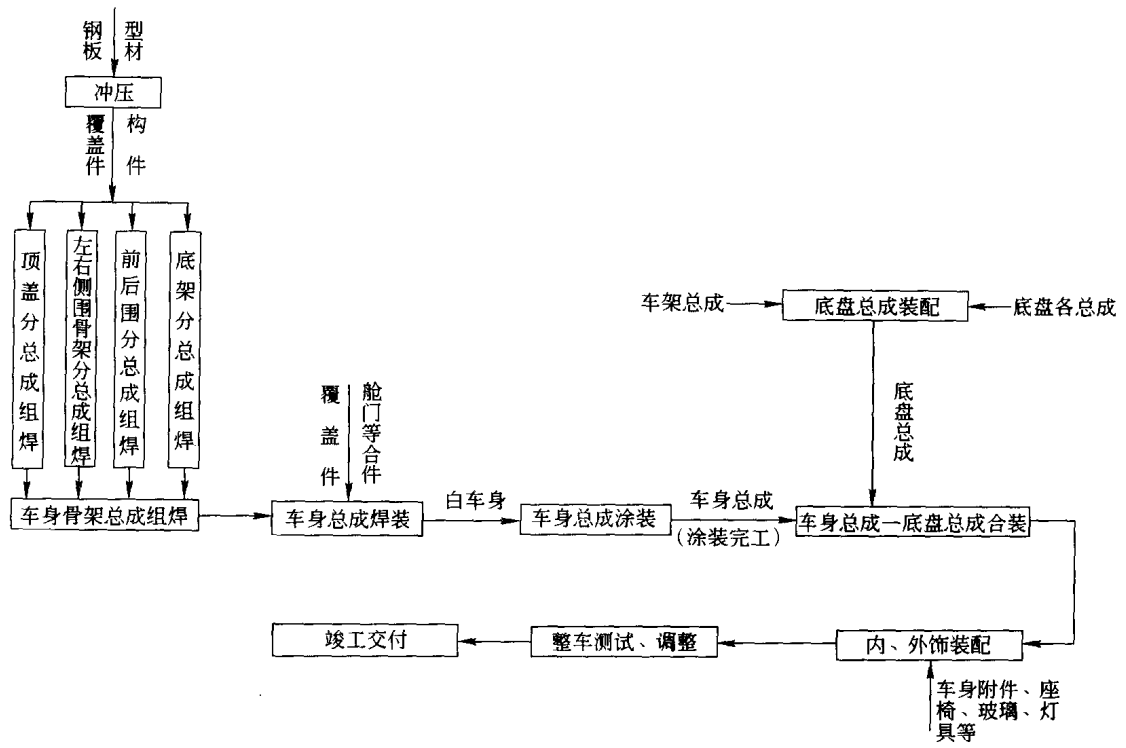 钢板
型材
冲压
覆盖件
构件
顶盖分总成组焊
左右侧围骨架分总成组焊
前后围分总成组焊
底架分总成组焊
车架总成
底盘总成装配
底盘各总成
底盘总成
覆盖件
舱门等合件
车身骨架总成组焊
车身总成焊装
白车身
车身总成涂装
车身总成
(涂装完工)
车身总成一底盘总成合装
竣工交付
整车测试、调整
内、外饰装配
车身附件、座
椅、玻璃、灯
具等